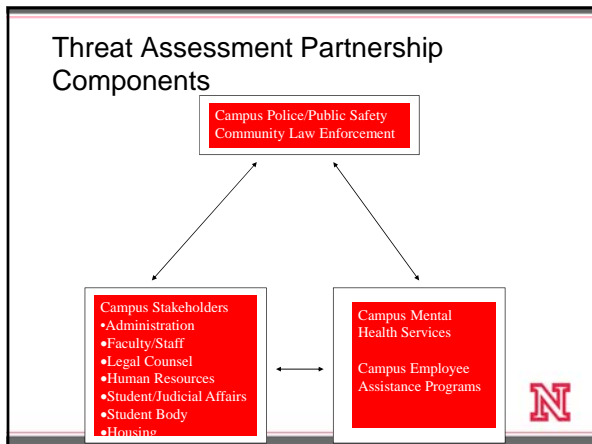 Threat Assessment Partnership
Components
Campus Police/Public Safety
Community Law Enforcement
Campus Stakeholders
•Administration
•Faculty/Staff
•Legal Counsel
•Human Resources
•Student/Judicial Affairs
•Student Body
•Housing
Campus Mental
Health Services
Campus Employee
Assistance Programs
N